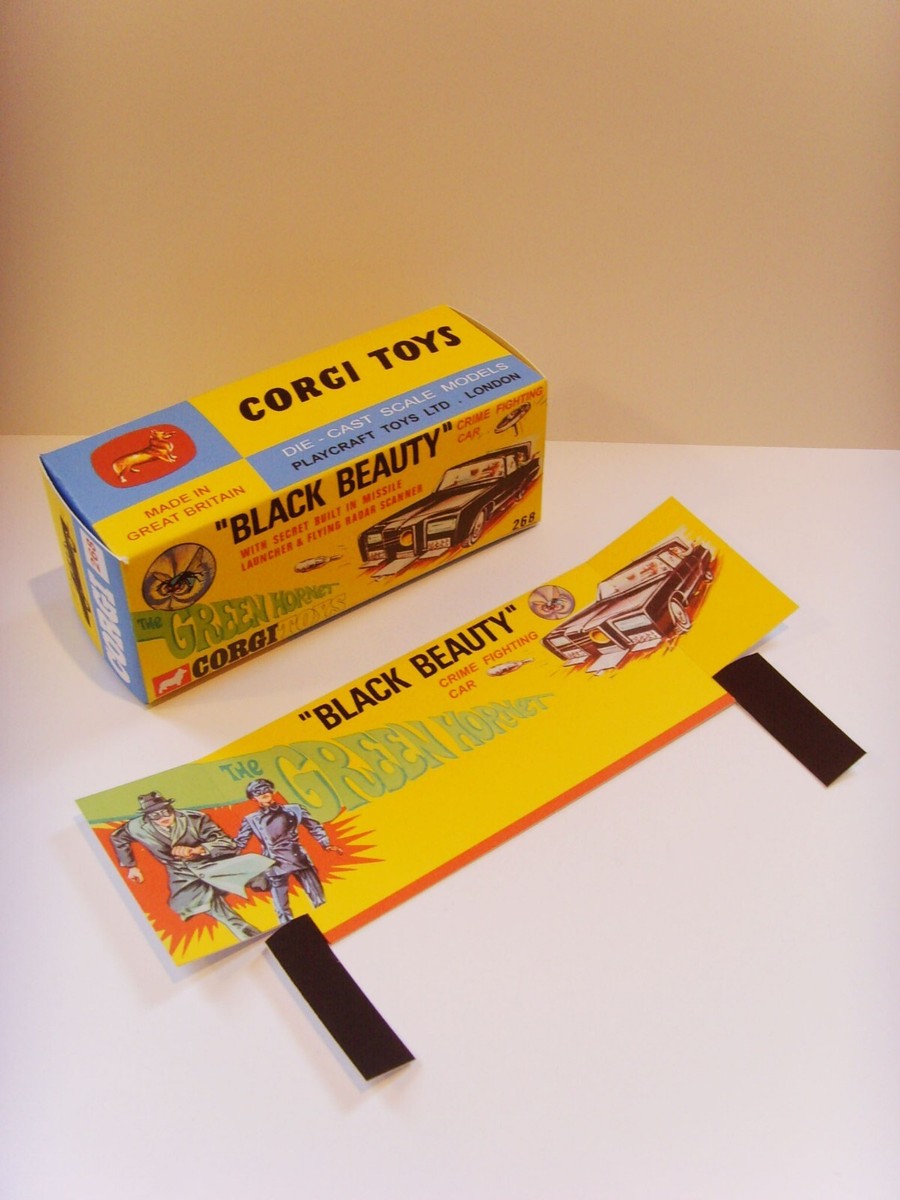 CORGI TOYS
DIE - CAST SCALE MODELS
PLAYCRAFT TOYS LTD - LONDON
MADE IN
GREAT BRITAIN
"BLACK BEAUTY"
CRIME FIGHTING
CAR
WITH SECRET BUILT IN MISSILE
LAUNCHER & FLYING RADAR SCANNER
268
THE GREEN HORNET
CORGI TOYS
CORGI
268
"BLACK BEAUTY"
CRIME FIGHTING
CAR
THE GREEN HORNET